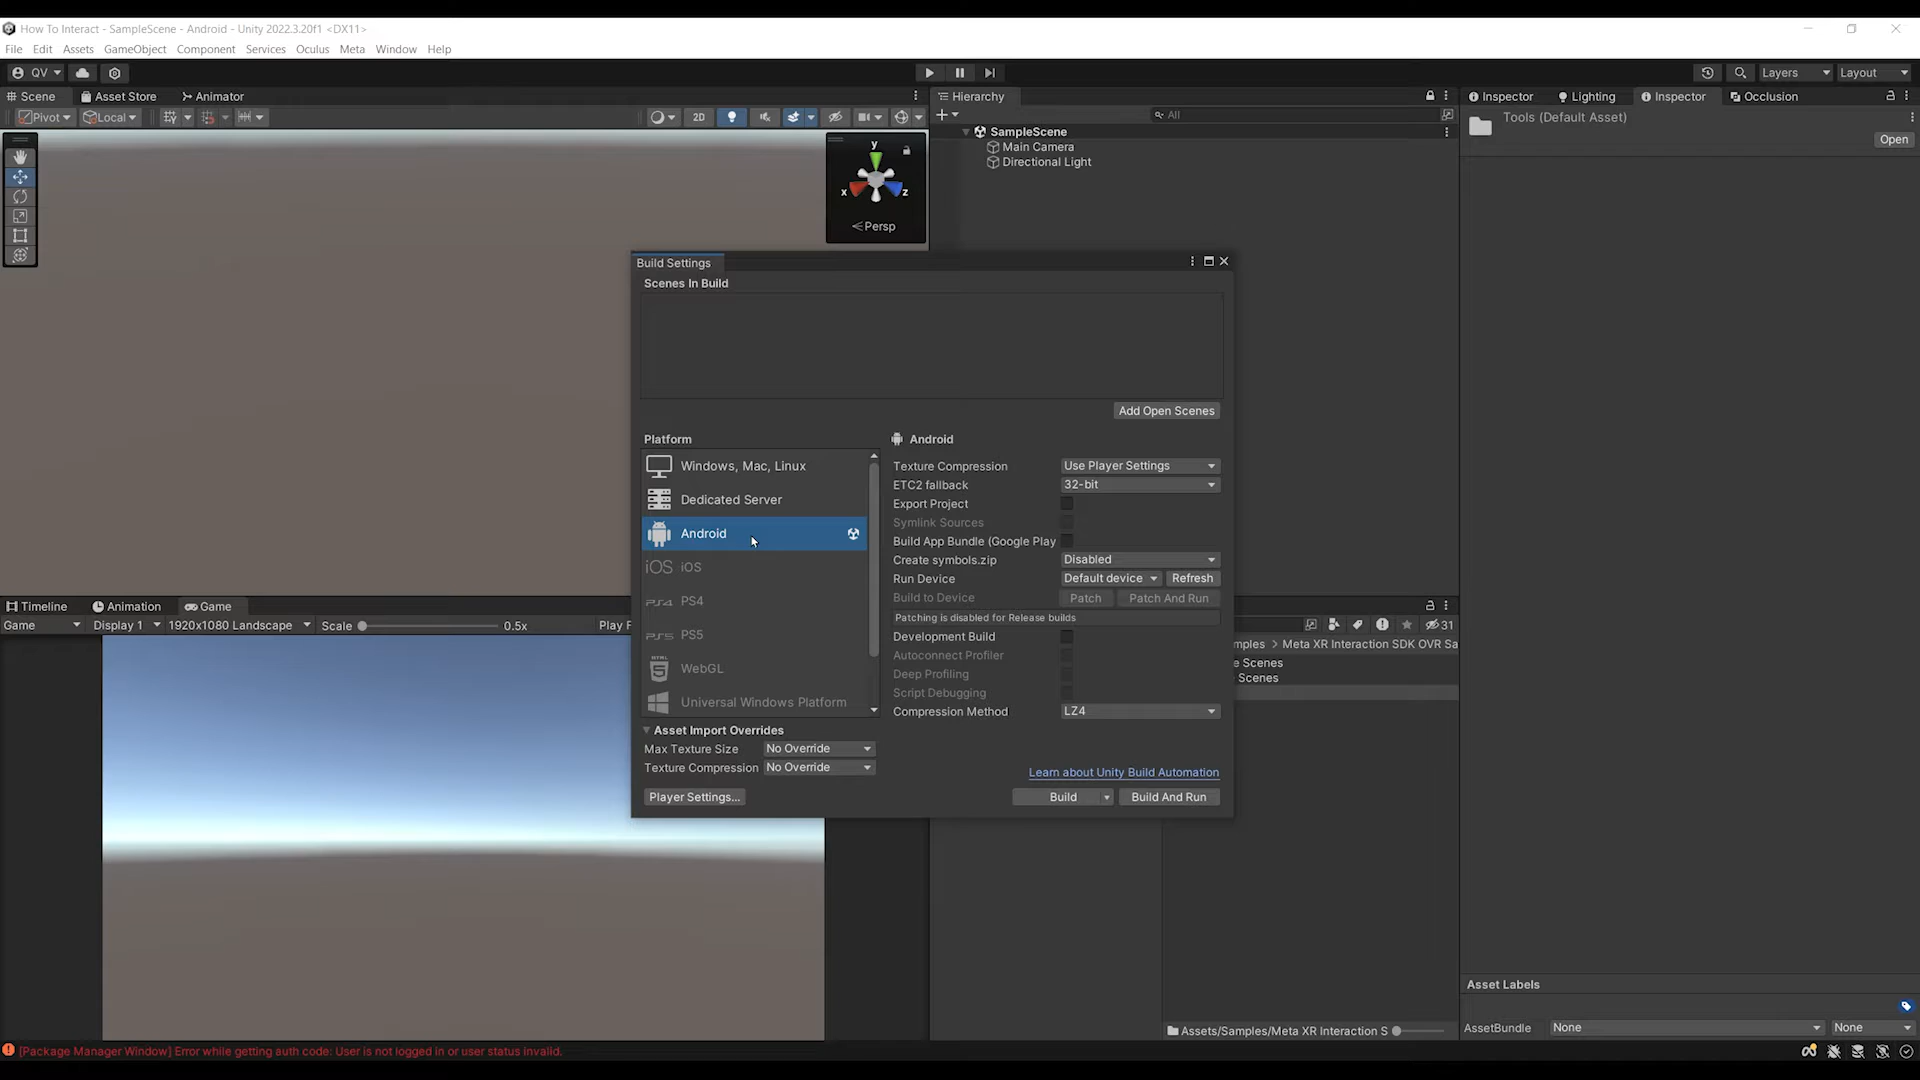 How To Interact - SampleScene - Android - Unity 2022.3.20f1 <DX11>
File Edit Assets GameObject Component Services Oculus Meta Window Help
QV Layers Layout
Scene Asset Store Animator
Pivot Local 2D
y
x z
Persp
Hierarchy
All
SampleScene
Main Camera
Directional Light
Inspector Lighting Inspector Occlusion
Tools (Default Asset)
Open
Build Settings
Scenes In Build
Add Open Scenes
Platform
Windows, Mac, Linux
Dedicated Server
Android
iOS iOS
PS4 PS4
PS5 PS5
HTML 5 WebGL
Universal Windows Platform
Asset Import Overrides
Max Texture Size No Override
Texture Compression No Override
Player Settings...
Android
Texture Compression Use Player Settings
ETC2 fallback 32-bit
Export Project
Symlink Sources
Build App Bundle (Google Play
Create symbols.zip Disabled
Run Device Default device Refresh
Build to Device Patch Patch And Run
Patching is disabled for Release builds
Development Build
Autoconnect Profiler
Deep Profiling
Script Debugging
Compression Method LZ4
Learn about Unity Build Automation
Build Build And Run
Timeline Animation Game
Game Display 1 1920x1080 Landscape Scale 0.5x Play F
31
mples > Meta XR Interaction SDK OVR Sa
e Scenes
Scenes
Assets/Samples/Meta XR Interaction S
Asset Labels
AssetBundle None None
[Package Manager Window] Error while getting auth code: User is not logged in or user status invalid.